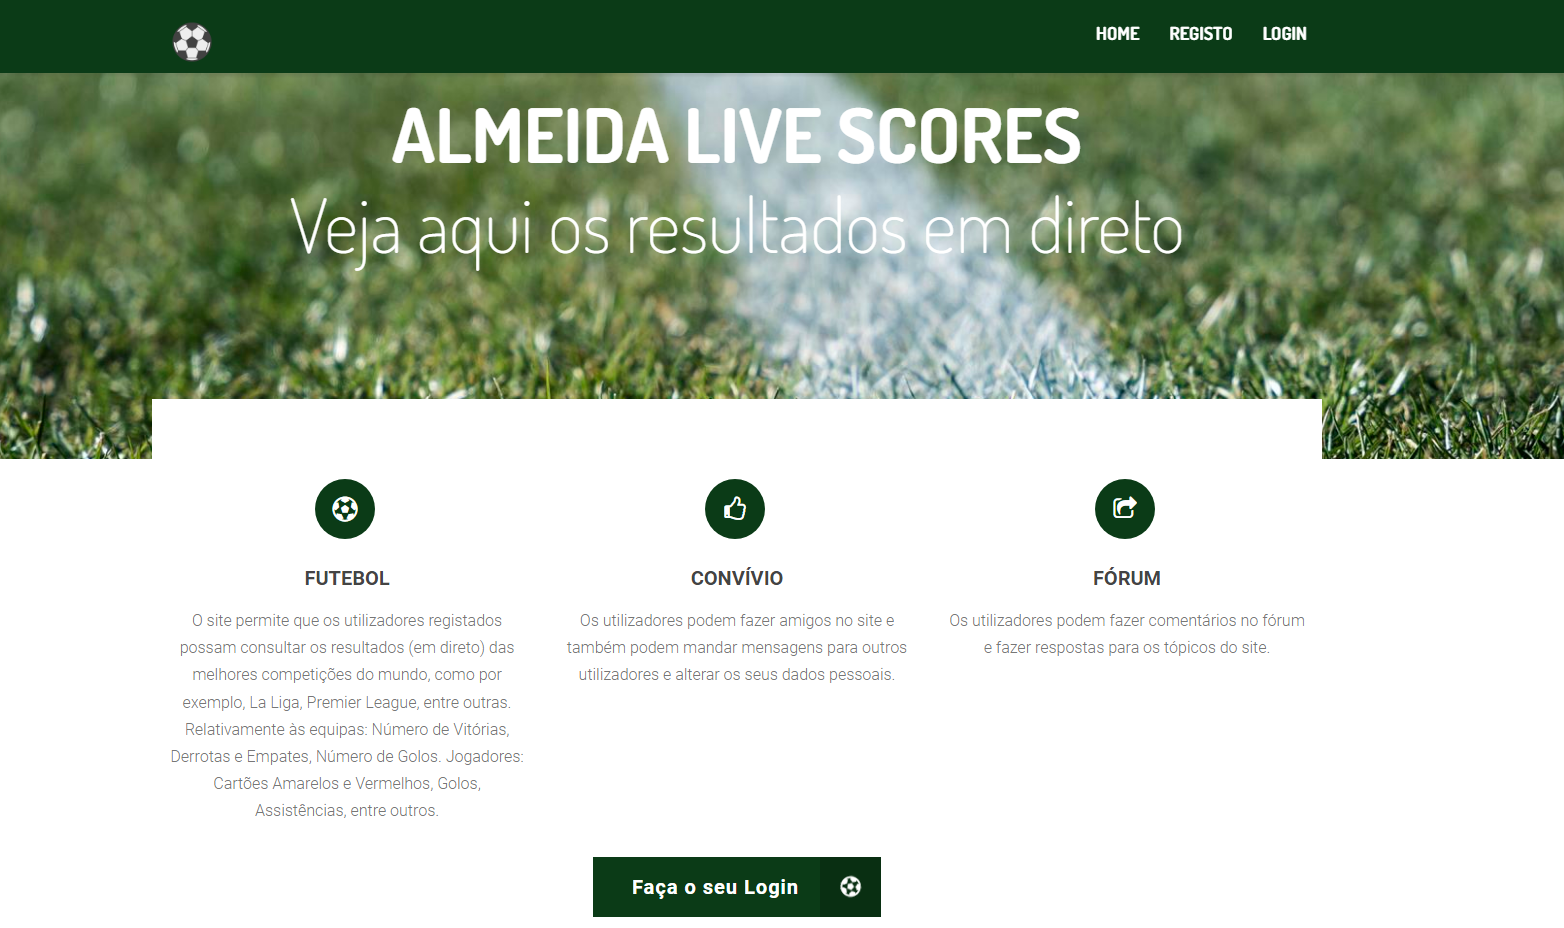 HOME REGISTO LOGIN
ALMEIDA LIVE SCORES
Veja aqui os resultados em direto
FUTEBOL
O site permite que os utilizadores registados
possam consultar os resultados (em direto) das
melhores competições do mundo, como por
exemplo, La Liga, Premier League, entre outras.
Relativamente às equipas: Número de Vitórias,
Derrotas e Empates, Número de Golos. Jogadores:
Cartões Amarelos e Vermelhos, Golos,
Assistências, entre outros.
CONVÍVIO
Os utilizadores podem fazer amigos no site e
também podem mandar mensagens para outros
utilizadores e alterar os seus dados pessoais.
FÓRUM
Os utilizadores podem fazer comentários no fórum
e fazer respostas para os tópicos do site.
Faça o seu Login